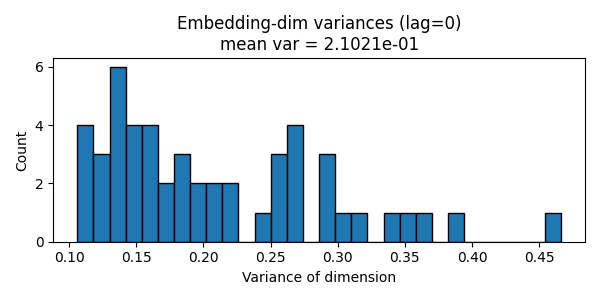 Embedding-dim variances (lag=0)
mean var = 2.1021e-01
Count
6
4
2
0
0.10 0.15 0.20 0.25 0.30 0.35 0.40 0.45
Variance of dimension